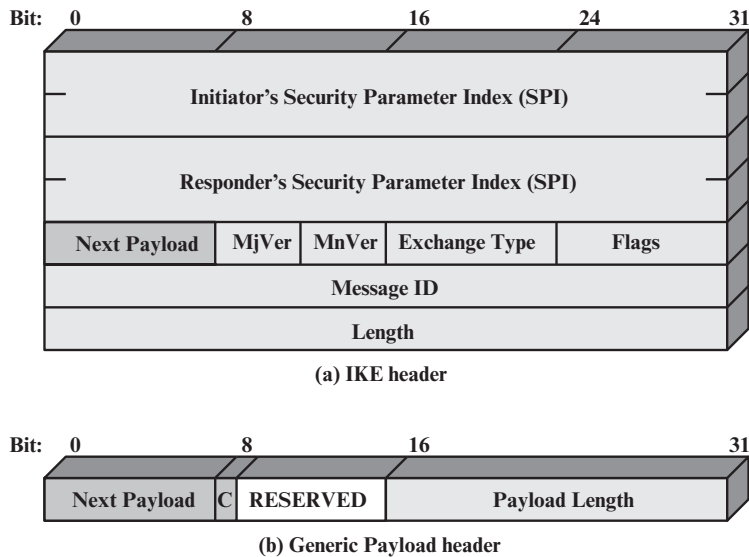 Bit: 0 8 16 24 31
Initiator's Security Parameter Index (SPI)
Responder's Security Parameter Index (SPI)
Next Payload MjVer MnVer Exchange Type Flags
Message ID
Length
(a) IKE header
Bit: 0 8 16 31
Next Payload C RESERVED Payload Length
(b) Generic Payload header